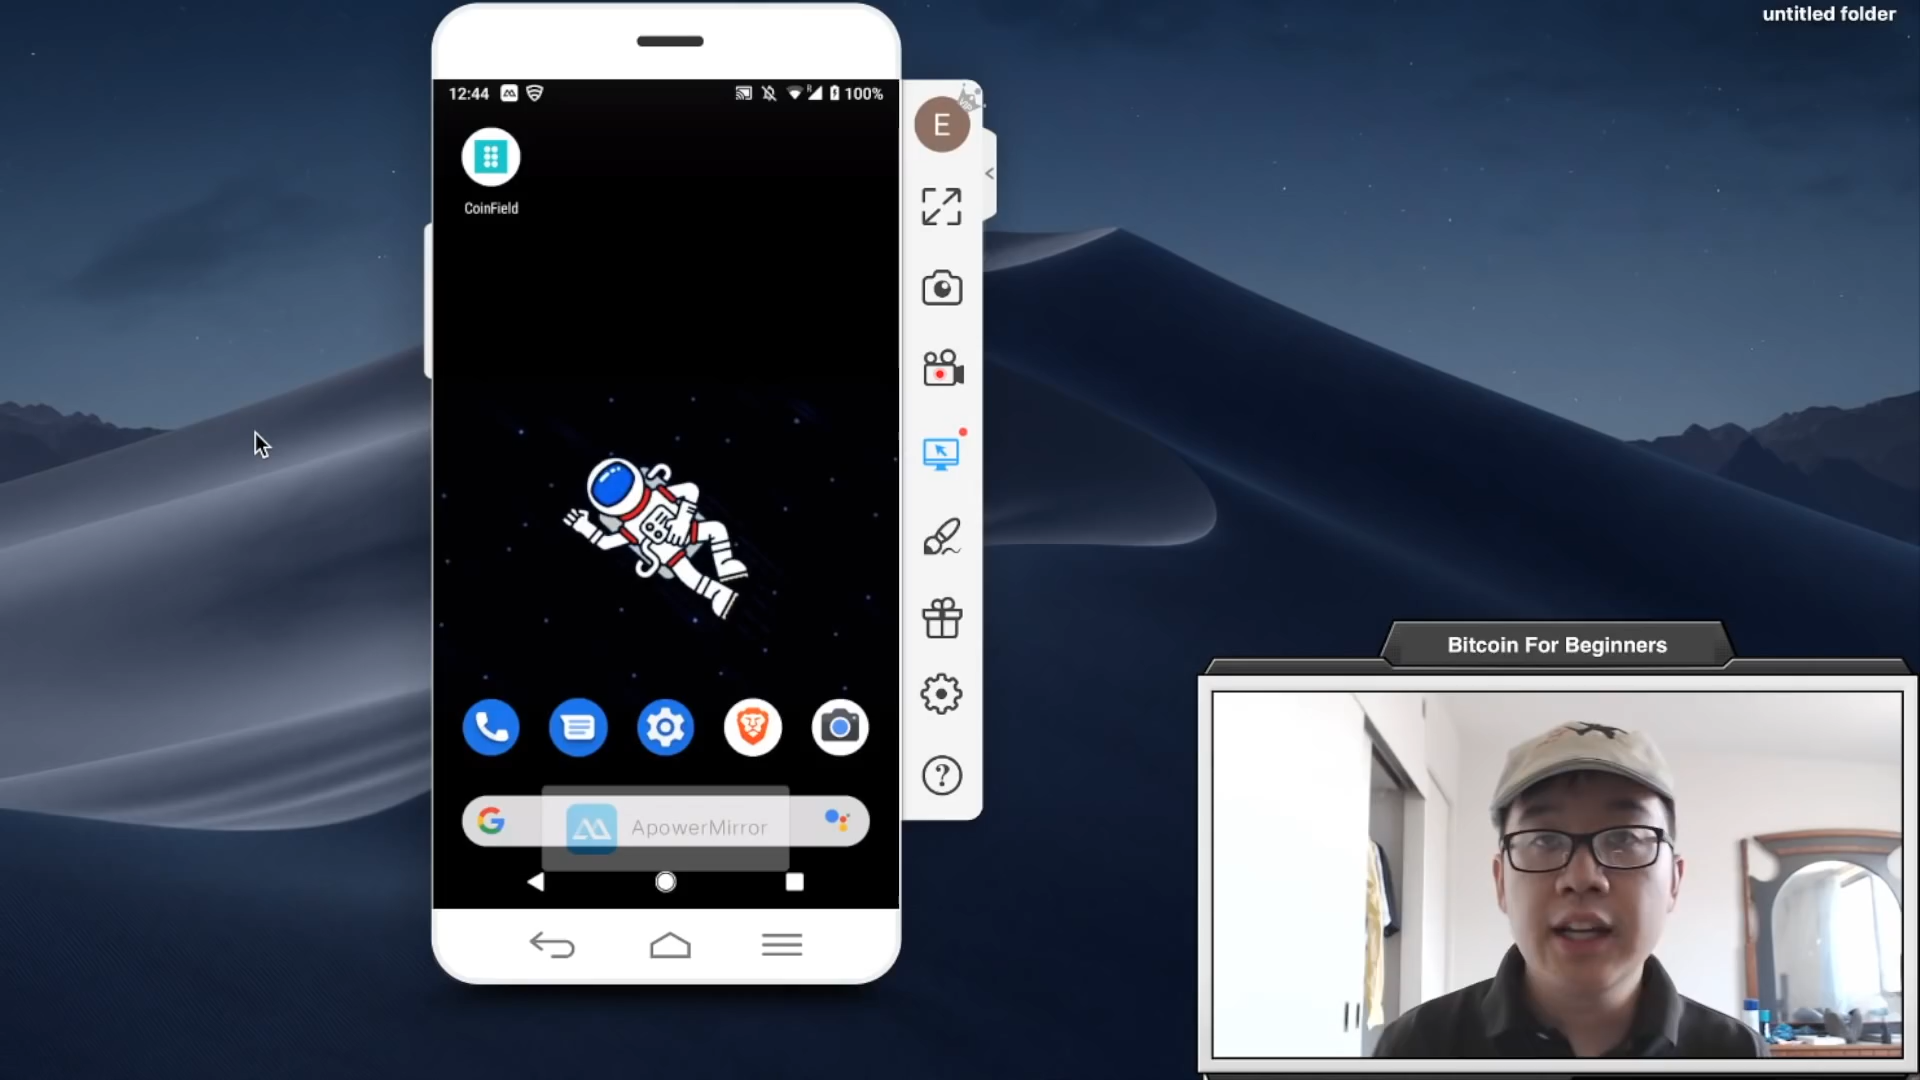 untitled folder
12:44
100%
E
CoinField
ApowerMirror
Bitcoin For Beginners